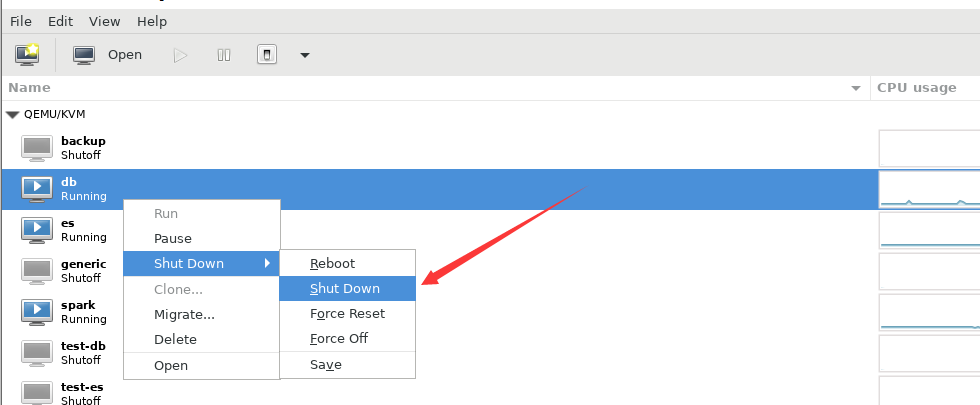 File Edit View Help
Open
Name CPU usage
QEMU/KVM
backup
Shutoff
db
Running
es
Running
generic
Shutoff
spark
Running
test-db
Shutoff
test-es
Shutoff
Run
Pause
Shut Down
Clone...
Migrate...
Delete
Open
Reboot
Shut Down
Force Reset
Force Off
Save